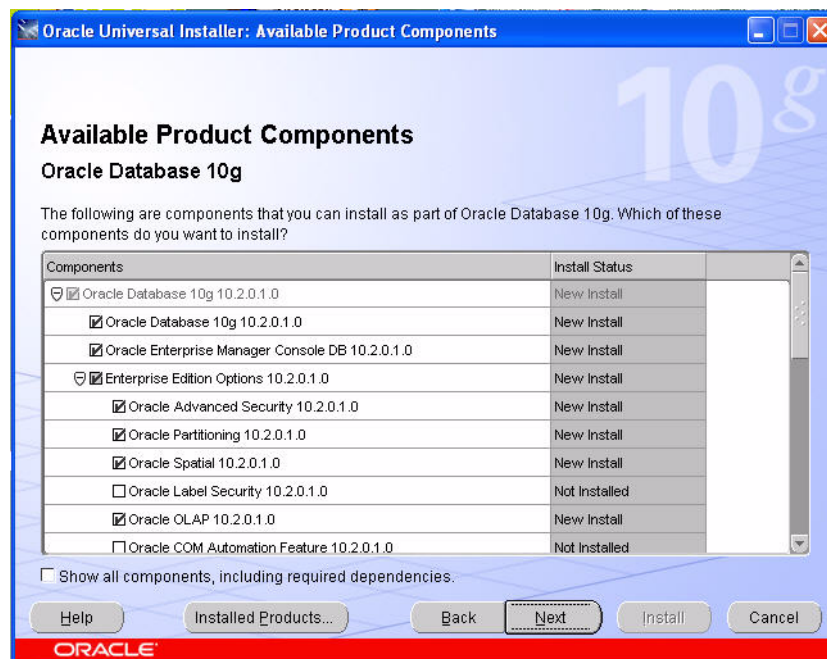 Oracle Universal Installer: Available Product Components
10g
Available Product Components
Oracle Database 10g
The following are components that you can install as part of Oracle Database 10g. Which of these
components do you want to install?
Components Install Status
Oracle Database 10g 10.2.0.1.0 New Install
Oracle Database 10g 10.2.0.1.0 New Install
Oracle Enterprise Manager Console DB 10.2.0.1.0 New Install
Enterprise Edition Options 10.2.0.1.0 New Install
Oracle Advanced Security 10.2.0.1.0 New Install
Oracle Partitioning 10.2.0.1.0 New Install
Oracle Spatial 10.2.0.1.0 New Install
Oracle Label Security 10.2.0.1.0 Not Installed
Oracle OLAP 10.2.0.1.0 New Install
Oracle COM Automation Feature 10.2.0.1.0 Not Installed
Show all components, including required dependencies.
Help Installed Products... Back Next Install Cancel
ORACLE